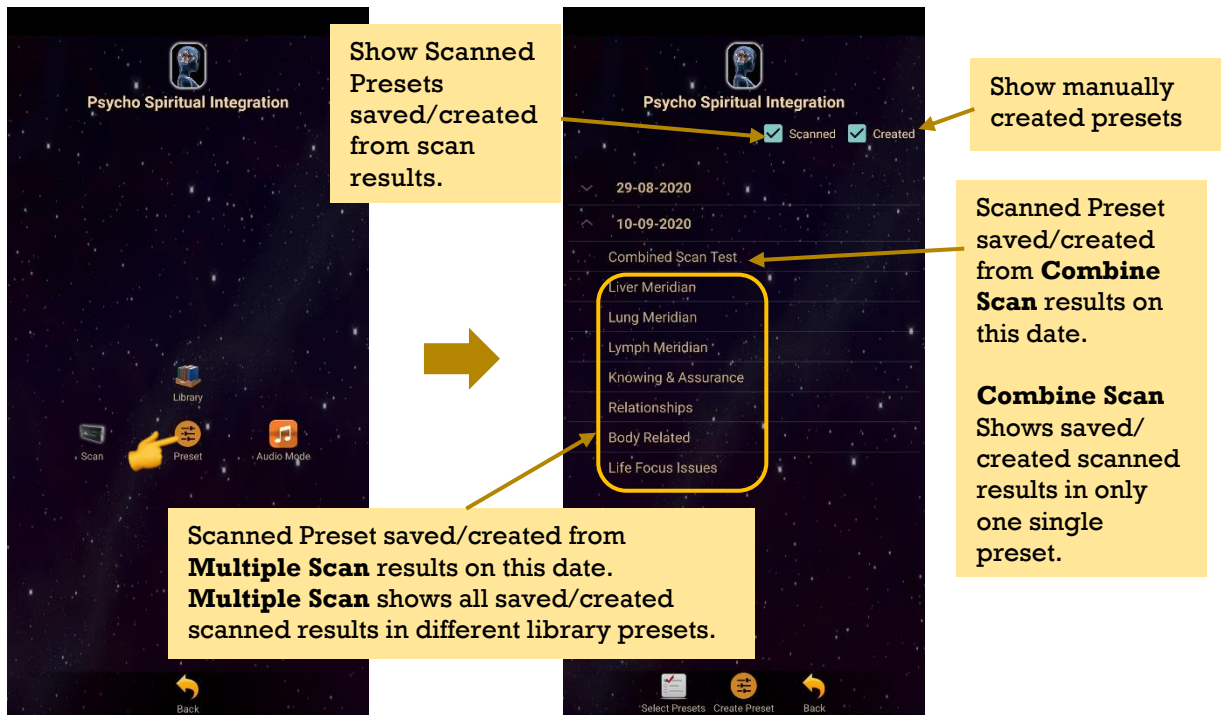 Psycho Spiritual Integration
Library
Scan
Preset
Audio Mode
Back
Show Scanned
Presets
saved/created
from scan
results.
Psycho Spiritual Integration
Scanned
Created
29-08-2020
10-09-2020
Combined Scan Test
Liver Meridian
Lung Meridian
Lymph Meridian
Knowing & Assurance
Relationships
Body Related
Life Focus Issues
Select Presets
Create Preset
Back
Show manually
created presets
Scanned Preset
saved/created
from Combine
Scan results on
this date.
Combine Scan
Shows saved/
created scanned
results in only
one single
preset.
Scanned Preset saved/created from
Multiple Scan results on this date.
Multiple Scan shows all saved/created
scanned results in different library presets.